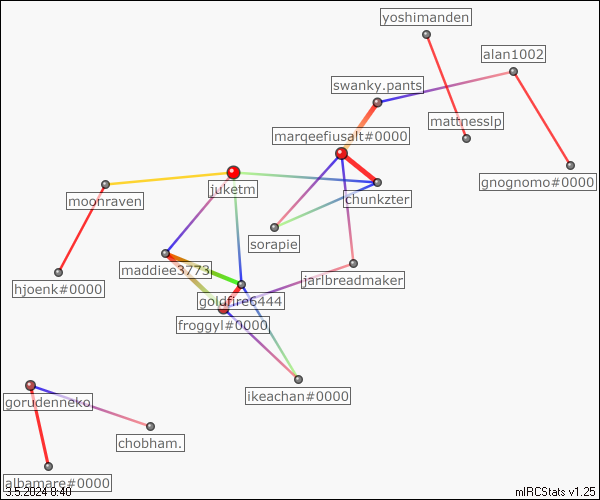 yoshimanden
alan1002
swanky.pants
mattnesslp
marqeefiusalt#0000
gnognomo#0000
juketm
chunkzter
moonraven
sorapie
maddiee3773
jarlbreadmaker
hjoenk#0000
goldfire6444
froggyl#0000
ikeachan#0000
gorudenneko
chobham.
albamare#0000
3.5.2024 8:40
mIRCStats v1.25